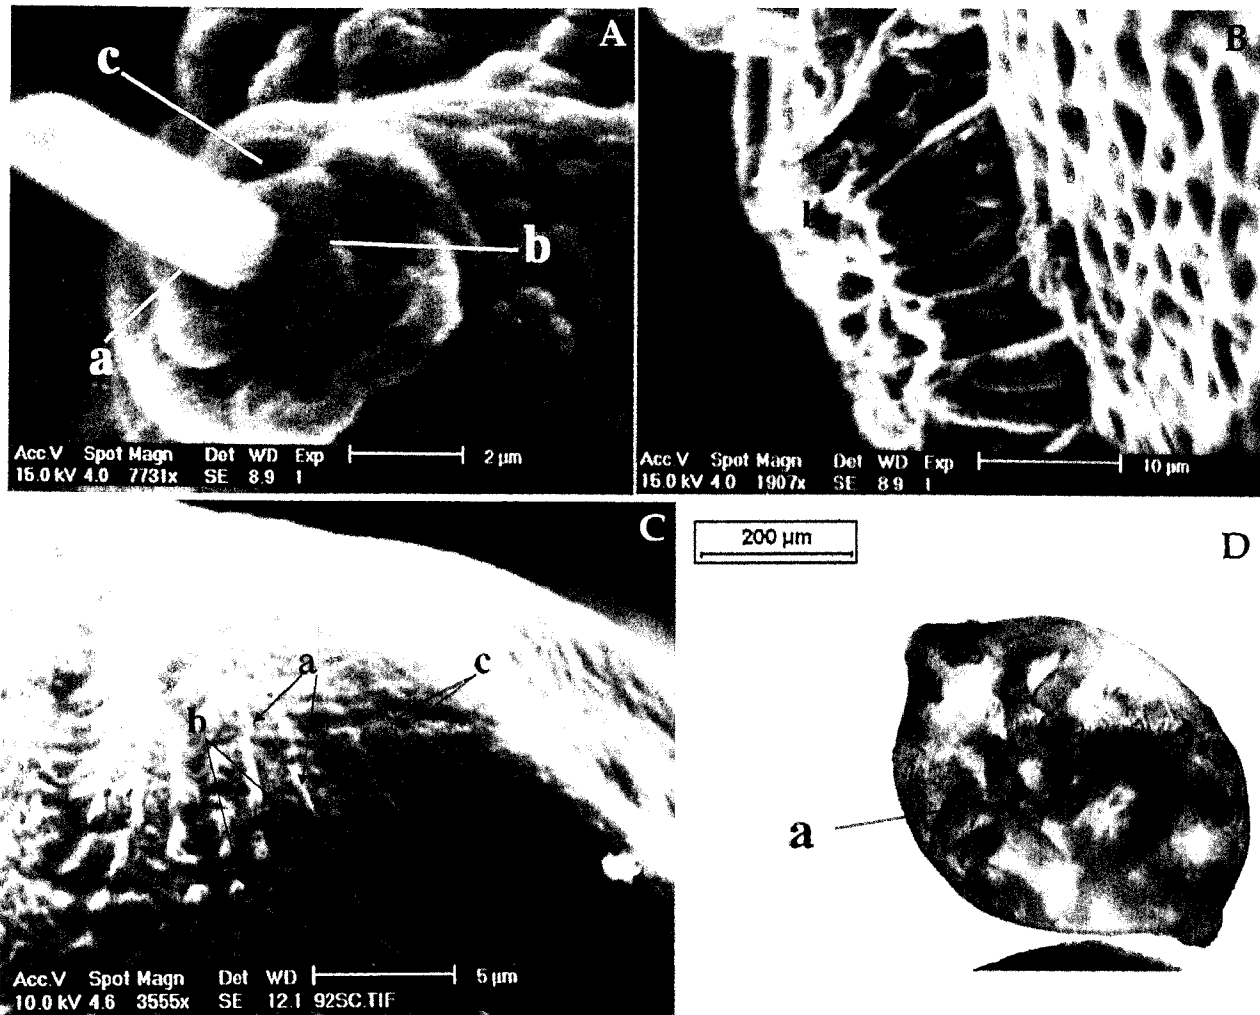 A
c
b
a
Acc.V Spot Magn Det WD Exp
15.0 kV 4.0 7731x SE 8.9 1
2 µm
B
Acc.V Spot Magn Det WD Exp
15.0 kV 4.0 1907x SE 8.9 1
10 µm
C
a
c
b
Acc.V Spot Magn Det WD
10.0 kV 4.6 3555x SE 12.1 92SC.TIF
5 µm
200 µm
D
a